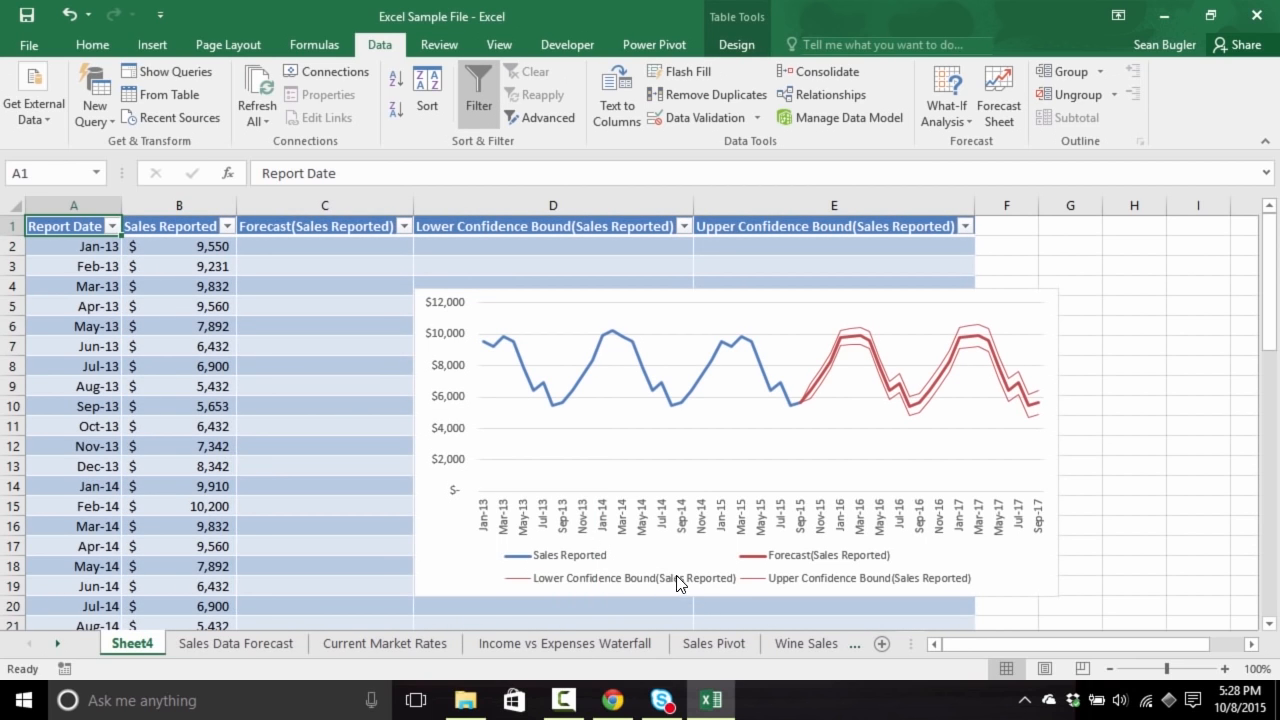 Excel Sample File - Excel
Table Tools
File Home Insert Page Layout Formulas Data Review View Developer Power Pivot Design Tell me what you want to do... Sean Bugler Share
Get External Data
New Query
Show Queries
From Table
Recent Sources
Get & Transform
Refresh All
Connections
Properties
Edit Links
Connections
Sort
Filter
Clear
Reapply
Advanced
Sort & Filter
Text to Columns
Flash Fill
Remove Duplicates
Data Validation
Consolidate
Relationships
Manage Data Model
Data Tools
What-If Analysis
Forecast Sheet
Forecast
Group
Ungroup
Subtotal
Outline
A1 fx Report Date
A B C D E F G H I
1 Report Date Sales Reported Forecast(Sales Reported) Lower Confidence Bound(Sales Reported) Upper Confidence Bound(Sales Reported)
2 Jan-13 $ 9,550
3 Feb-13 $ 9,231
4 Mar-13 $ 9,832
5 Apr-13 $ 9,560
6 May-13 $ 7,892
7 Jun-13 $ 6,432
8 Jul-13 $ 6,900
9 Aug-13 $ 5,432
10 Sep-13 $ 5,653
11 Oct-13 $ 6,432
12 Nov-13 $ 7,342
13 Dec-13 $ 8,342
14 Jan-14 $ 9,910
15 Feb-14 $ 10,200
16 Mar-14 $ 9,832
17 Apr-14 $ 9,560
18 May-14 $ 7,892
19 Jun-14 $ 6,432
20 Jul-14 $ 6,900
21 Aug-14 $ 5,432
$12,000
$10,000
$8,000
$6,000
$4,000
$2,000
$-
Jan-13 Mar-13 May-13 Jul-13 Sep-13 Nov-13 Jan-14 Mar-14 May-14 Jul-14 Sep-14 Nov-14 Jan-15 Mar-15 May-15 Jul-15 Sep-15 Nov-15 Jan-16 Mar-16 May-16 Jul-16 Sep-16 Nov-16 Jan-17 Mar-17 May-17 Jul-17 Sep-17
Sales Reported Forecast(Sales Reported)
Lower Confidence Bound(Sales Reported) Upper Confidence Bound(Sales Reported)
Sheet4 Sales Data Forecast Current Market Rates Income vs Expenses Waterfall Sales Pivot Wine Sales ...
Ready 100%
Ask me anything
5:28 PM
10/8/2015